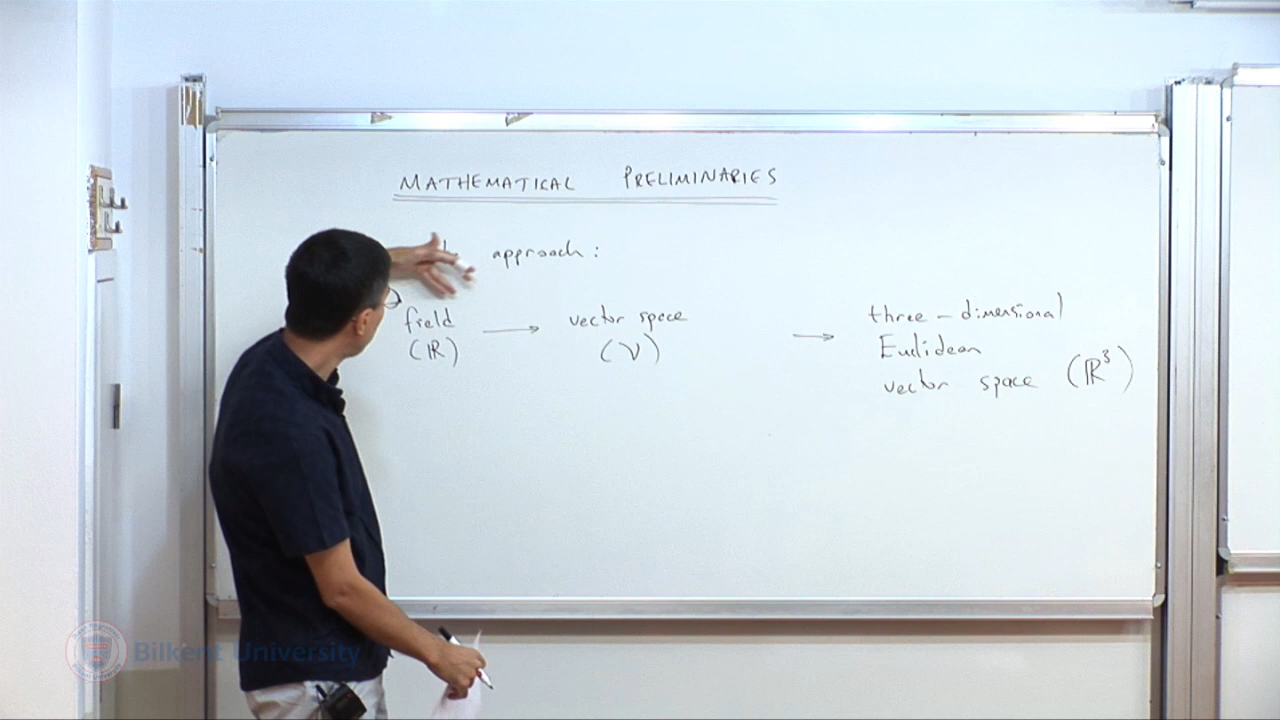 MATHEMATICAL PRELIMINARIES
approach:
field → vector space → three-dimensional
(ℝ) (V) Euclidean
vector space (ℝ³)
Bilkent University